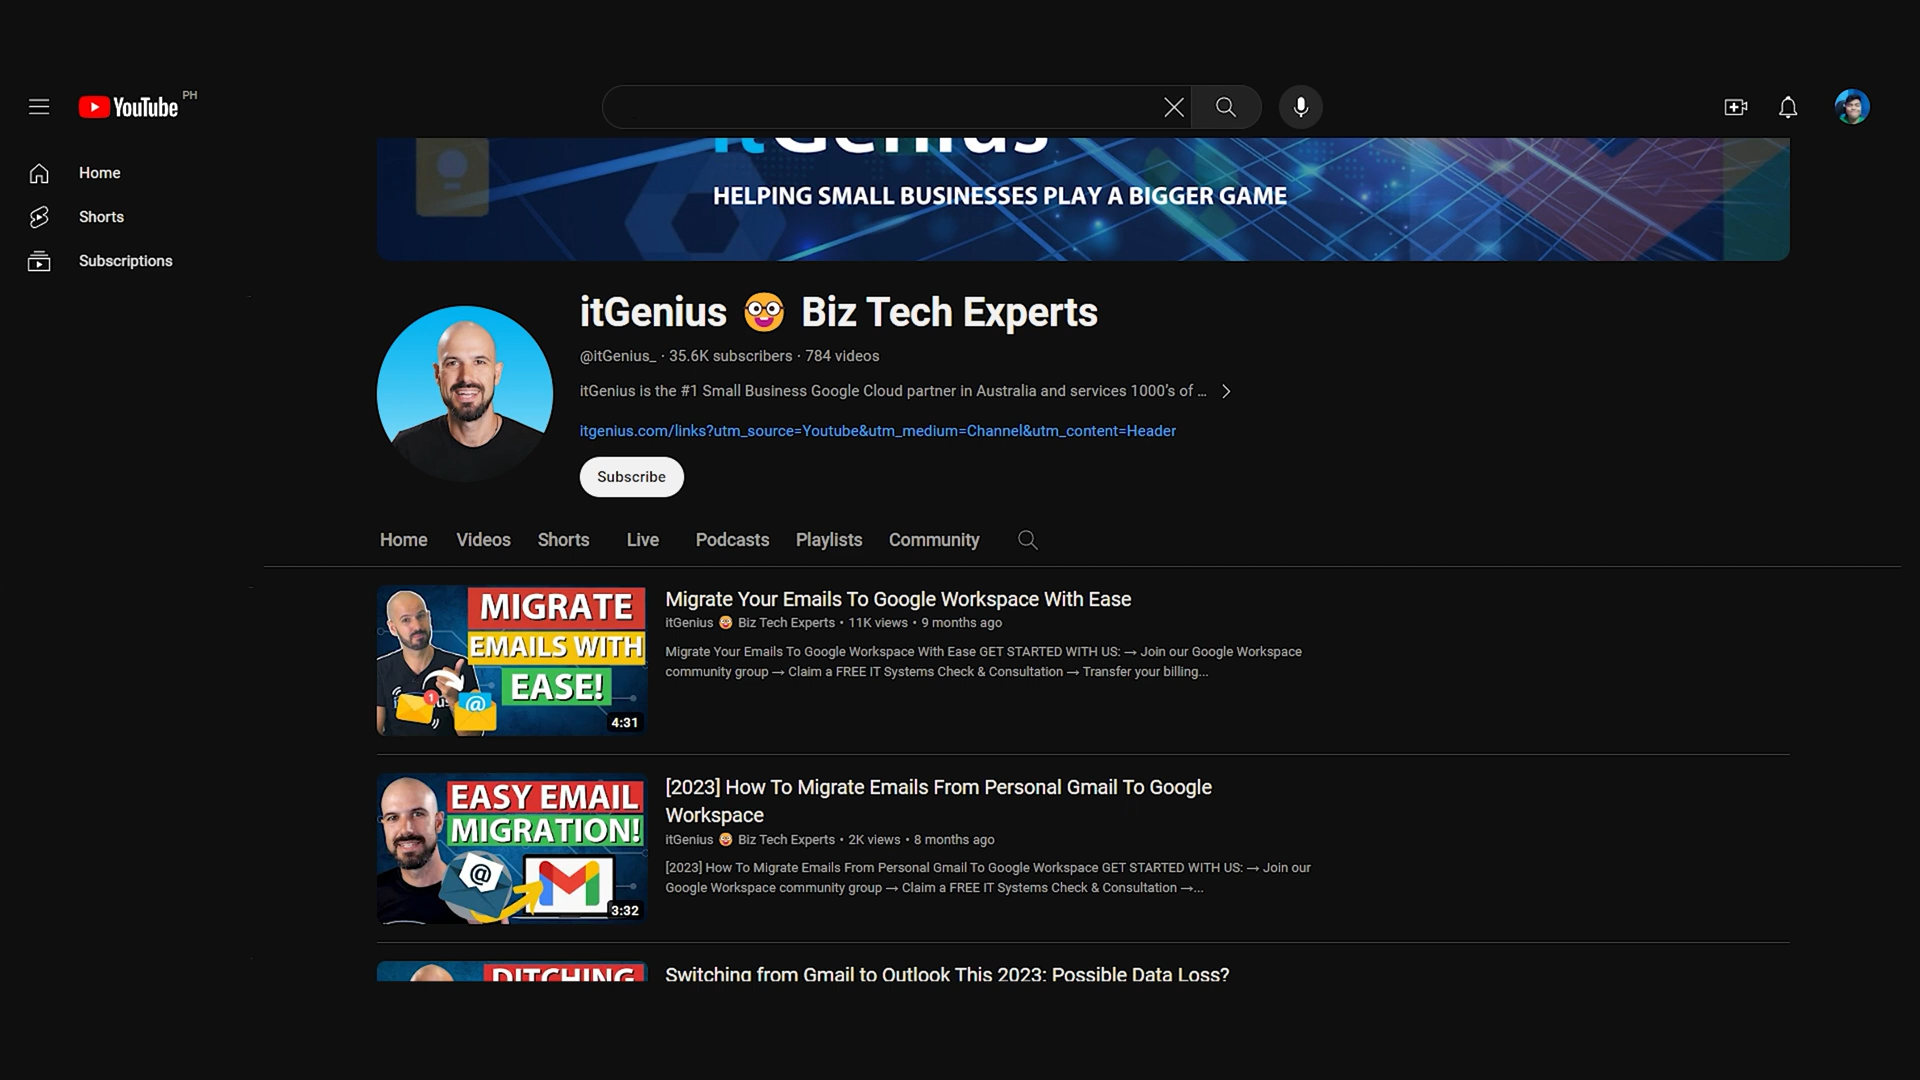 YouTube PH
Home
Shorts
Subscriptions
itGenius
HELPING SMALL BUSINESSES PLAY A BIGGER GAME
itGenius 🤓 Biz Tech Experts
@itGenius_ · 35.6K subscribers · 784 videos
itGenius is the #1 Small Business Google Cloud partner in Australia and services 1000’s of ...
itgenius.com/links?utm_source=Youtube&utm_medium=Channel&utm_content=Header
Subscribe
Home Videos Shorts Live Podcasts Playlists Community
MIGRATE
EMAILS WITH
EASE!
1
@
4:31
Migrate Your Emails To Google Workspace With Ease
itGenius 🤓 Biz Tech Experts • 11K views • 9 months ago
Migrate Your Emails To Google Workspace With Ease GET STARTED WITH US: → Join our Google Workspace
community group → Claim a FREE IT Systems Check & Consultation → Transfer your billing...
EASY EMAIL
MIGRATION!
@
3:32
[2023] How To Migrate Emails From Personal Gmail To Google
Workspace
itGenius 🤓 Biz Tech Experts • 2K views • 8 months ago
[2023] How To Migrate Emails From Personal Gmail To Google Workspace GET STARTED WITH US: → Join our
Google Workspace community group → Claim a FREE IT Systems Check & Consultation →...
DITCHING
Switching from Gmail to Outlook This 2023: Possible Data Loss?